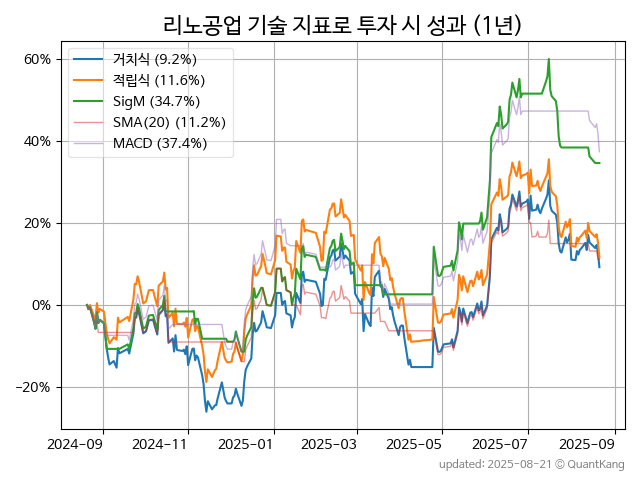 리노공업 기술 지표로 투자 시 성과 (1년)
60%
40%
20%
0%
−20%
거치식 (9.2%)
적립식 (11.6%)
SigM (34.7%)
SMA(20) (11.2%)
MACD (37.4%)
2024−09
2024−11
2025−01
2025−03
2025−05
2025−07
2025−09
updated: 2025-08-21 © QuantKang